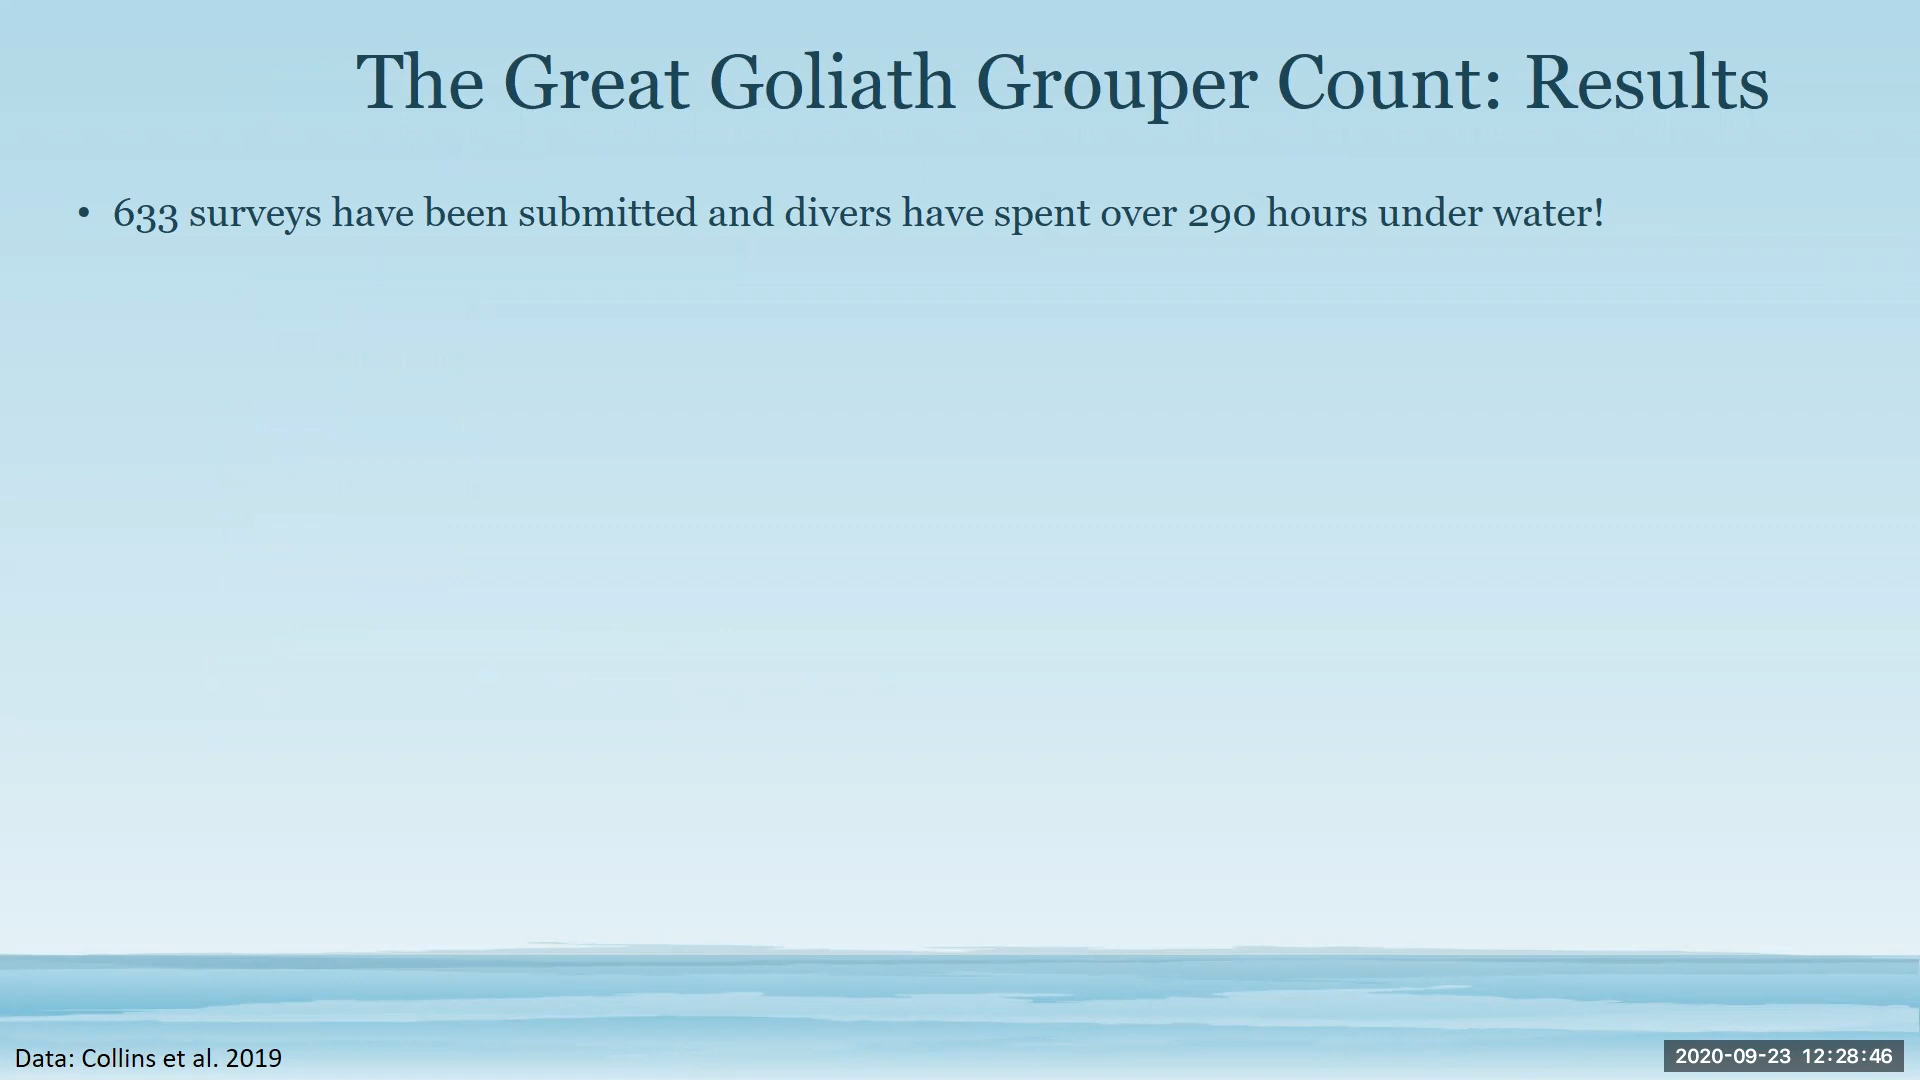 The Great Goliath Grouper Count: Results
• 633 surveys have been submitted and divers have spent over 290 hours under water!
Data: Collins et al. 2019
2020-09-23 12:28:46